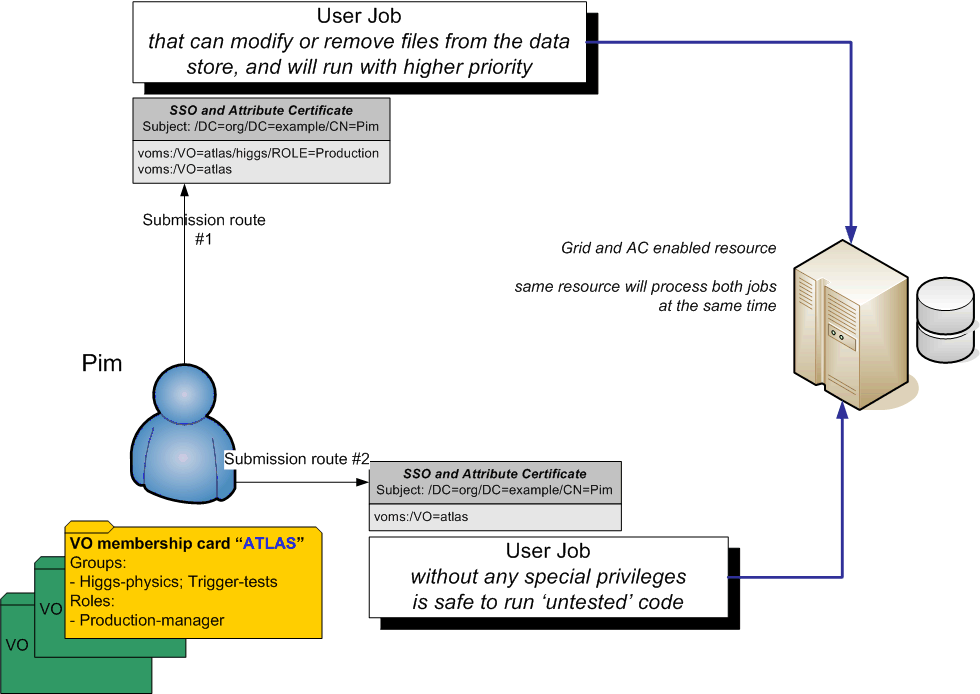 User Job
that can modify or remove files from the data
store, and will run with higher priority
SSO and Attribute Certificate
Subject: /DC=org/DC=example/CN=Pim
voms:/VO=atlas/higgs/ROLE=Production
voms:/VO=atlas
Submission route
#1
Grid and AC enabled resource
same resource will process both jobs
at the same time
Pim
Submission route #2
SSO and Attribute Certificate
Subject: /DC=org/DC=example/CN=Pim
voms:/VO=atlas
User Job
without any special privileges
is safe to run ‘untested’ code
VO membership card “ATLAS”
Groups:
- Higgs-physics; Trigger-tests
Roles:
- Production-manager
VO
VO